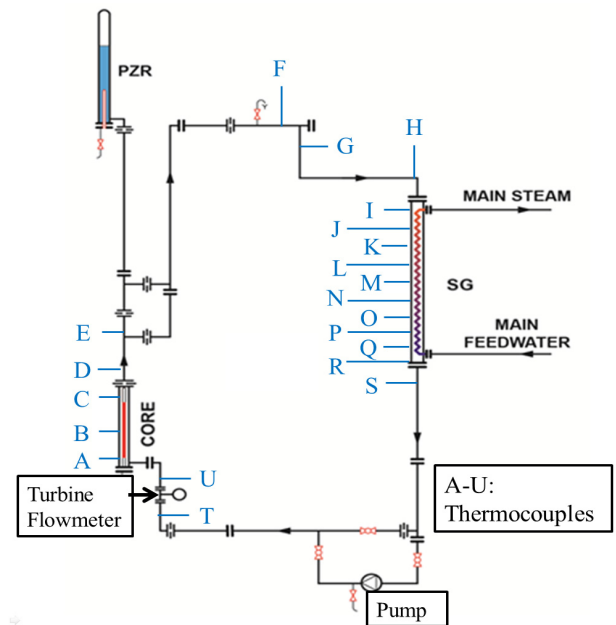 PZR
F
G
H
I
MAIN STEAM
J
K
L
M
SG
N
O
P
MAIN
FEEDWATER
Q
R
S
E
D
C
B
CORE
A
U
Turbine
Flowmeter
T
A-U:
Thermocouples
Pump